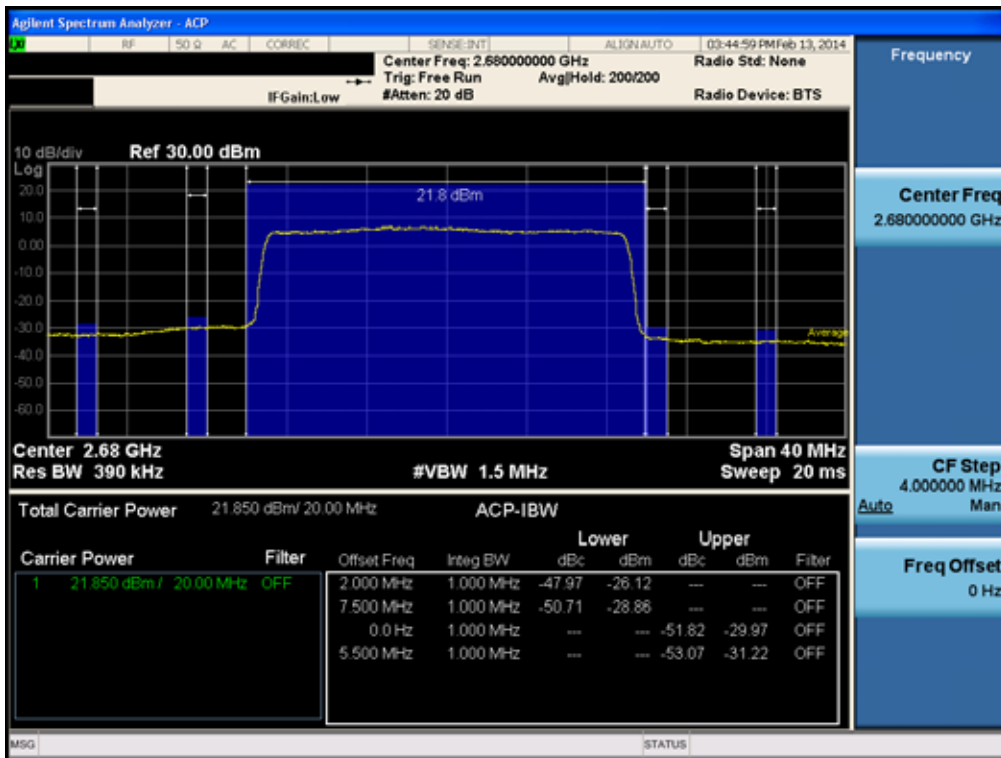 Agilent Spectrum Analyzer - ACP
LXI RF 50 Ω AC CORREC SENSE:INT ALIGN AUTO 03:44:59 PM Feb 13, 2014
Center Freq: 2.680000000 GHz Radio Std: None
Trig: Free Run Avg|Hold: 200/200
IFGain:Low #Atten: 20 dB Radio Device: BTS
Frequency
10 dB/div Ref 30.00 dBm
Log
20.0
10.0
0.00
-10.0
-20.0
-30.0
-40.0
-50.0
-60.0
21.8 dBm
Average
Center 2.68 GHz Span 40 MHz
Res BW 390 kHz #VBW 1.5 MHz Sweep 20 ms
Total Carrier Power 21.850 dBm/ 20.00 MHz ACP-IBW
Lower Upper
Carrier Power Filter Offset Freq Integ BW dBc dBm dBc dBm Filter
1 21.850 dBm / 20.00 MHz OFF 2.000 MHz 1.000 MHz -47.97 -26.12 --- --- OFF
7.500 MHz 1.000 MHz -50.71 -28.86 --- --- OFF
0.0 Hz 1.000 MHz --- --- -51.82 -29.97 OFF
5.500 MHz 1.000 MHz --- --- -53.07 -31.22 OFF
Center Freq
2.680000000 GHz
CF Step
4.000000 MHz
Auto Man
Freq Offset
0 Hz
MSG STATUS